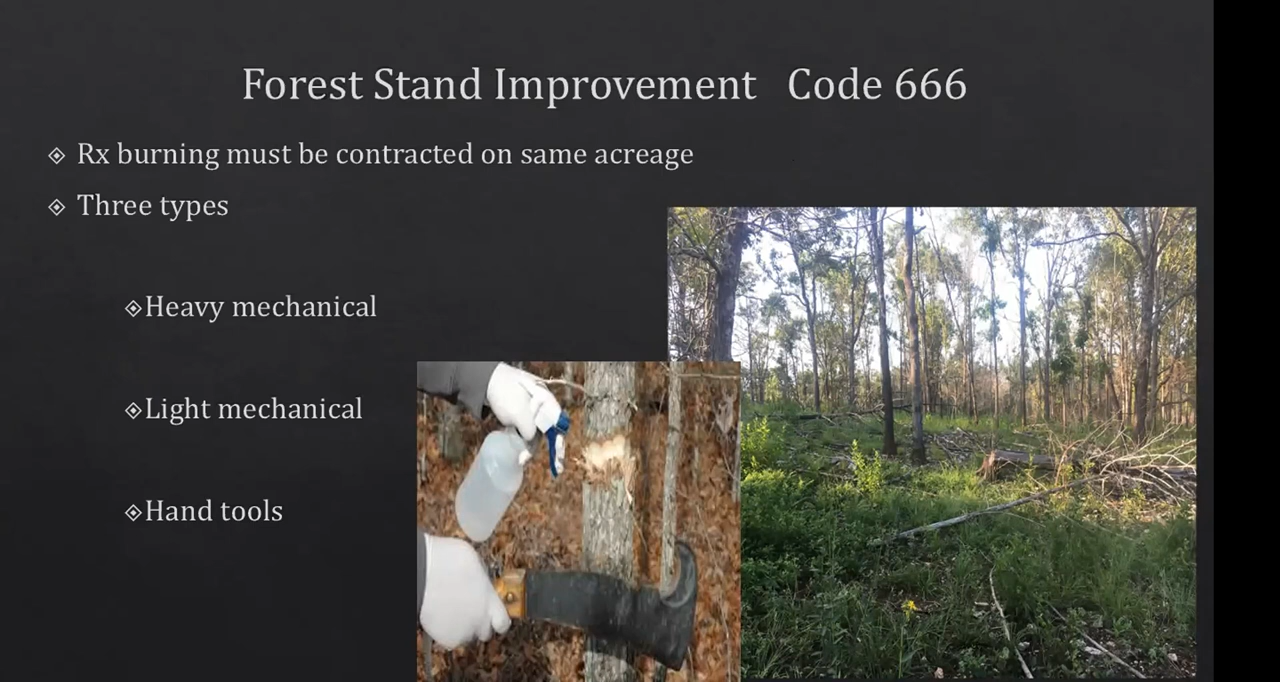 Forest Stand Improvement Code 666
Rx burning must be contracted on same acreage
Three types
Heavy mechanical
Light mechanical
Hand tools